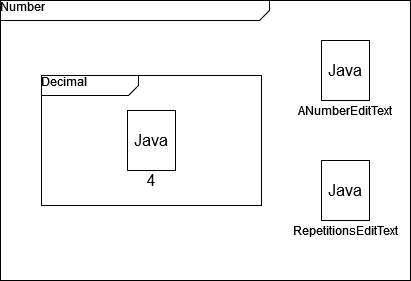 Number
Java
ANumberEditText
Decimal
Java
4
Java
RepetitionsEditText